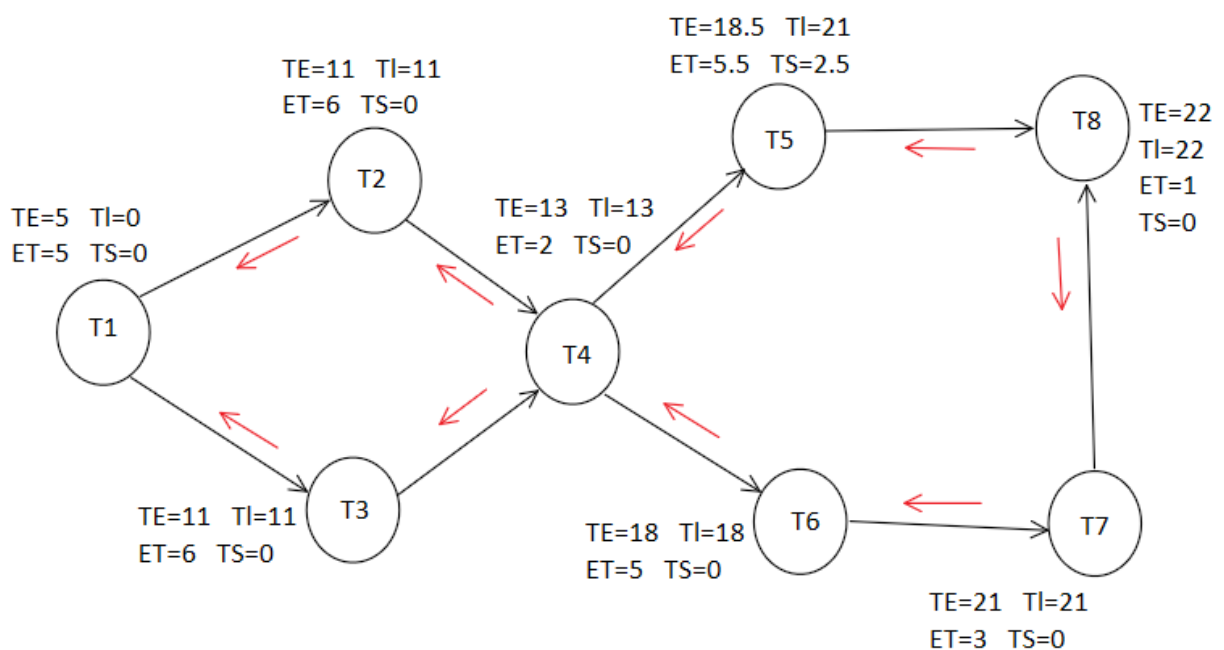 TE=18.5 Tl=21
ET=5.5 TS=2.5
TE=11 Tl=11
ET=6 TS=0
T5
T8
TE=22
Tl=22
ET=1
TS=0
T2
TE=5 Tl=0
ET=5 TS=0
TE=13 Tl=13
ET=2 TS=0
T1
T4
T3
TE=11 Tl=11
ET=6 TS=0
T6
TE=18 Tl=18
ET=5 TS=0
T7
TE=21 Tl=21
ET=3 TS=0